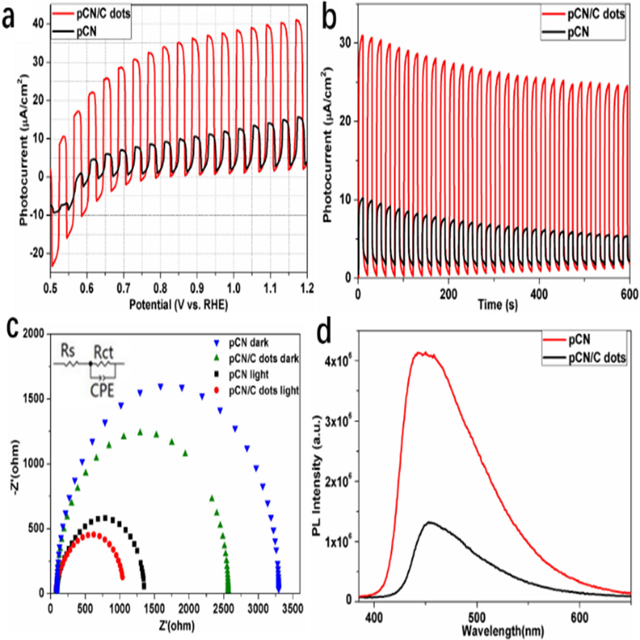 a
pCN/C dots
pCN
Photocurrent (μA/cm²)
40
30
20
10
0
-10
-20
0.5 0.6 0.7 0.8 0.9 1.0 1.1 1.2
Potential (V vs. RHE)
b
pCN/C dots
pCN
Photocurrent (μA/cm²)
30
20
10
0
0 200 400 600
Time (s)
c
Rs Rct
CPE
pCN dark
pCN/C dots dark
pCN light
pCN/C dots light
-Z'(ohm)
2000
1500
1000
500
0
0 500 1000 1500 2000 2500 3000 3500
Z'(ohm)
d
pCN
pCN/C dots
PL Intensity (a.u.)
4x10⁶
3x10⁶
2x10⁶
1x10⁶
0
400 500 600
Wavelength(nm)